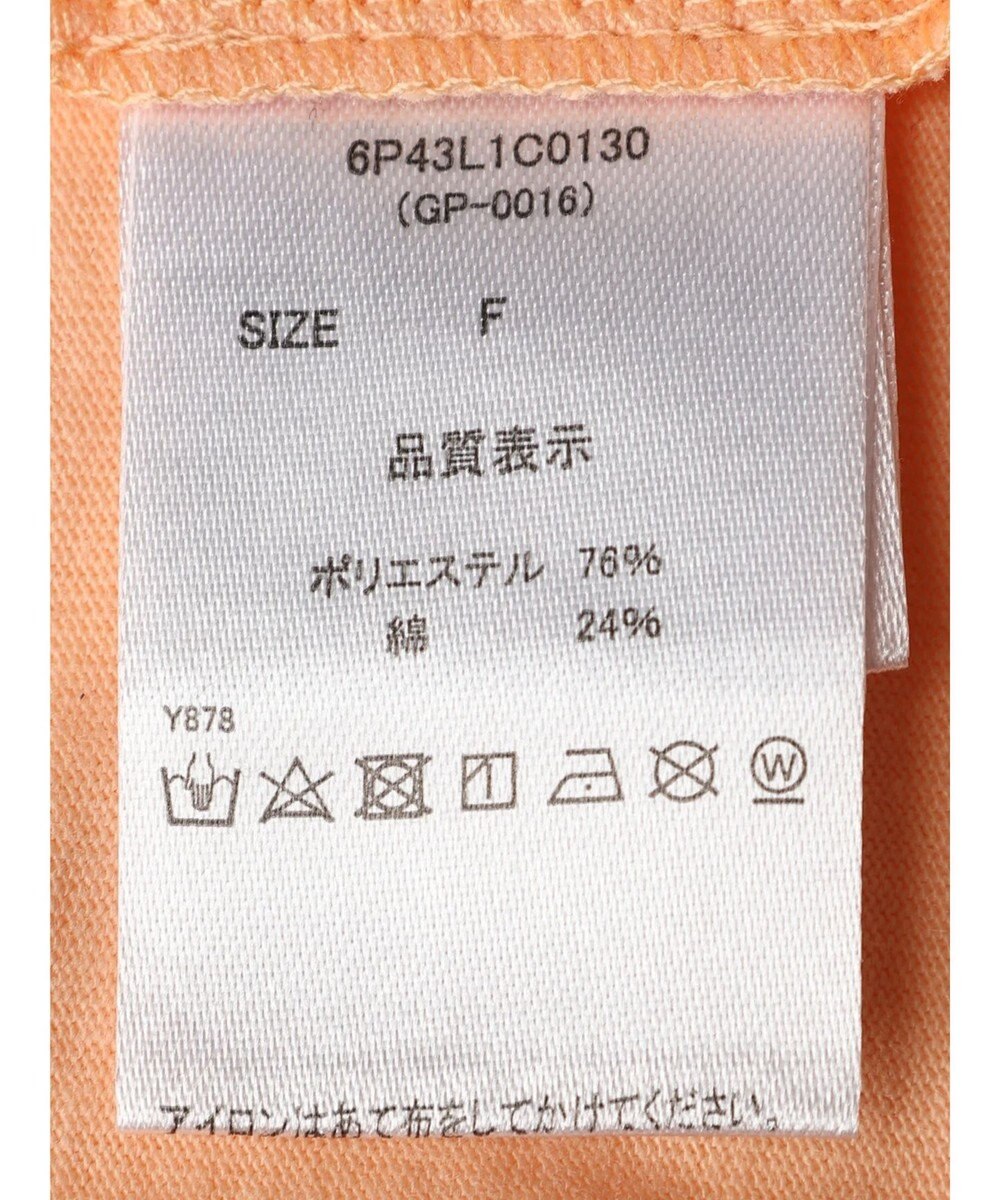 6P43L1C0130
(GP-0016)
SIZE F
品質表示
ポリエステル 76%
綿 24%
Y878
W
アイロンはあて布をしてかけてください。